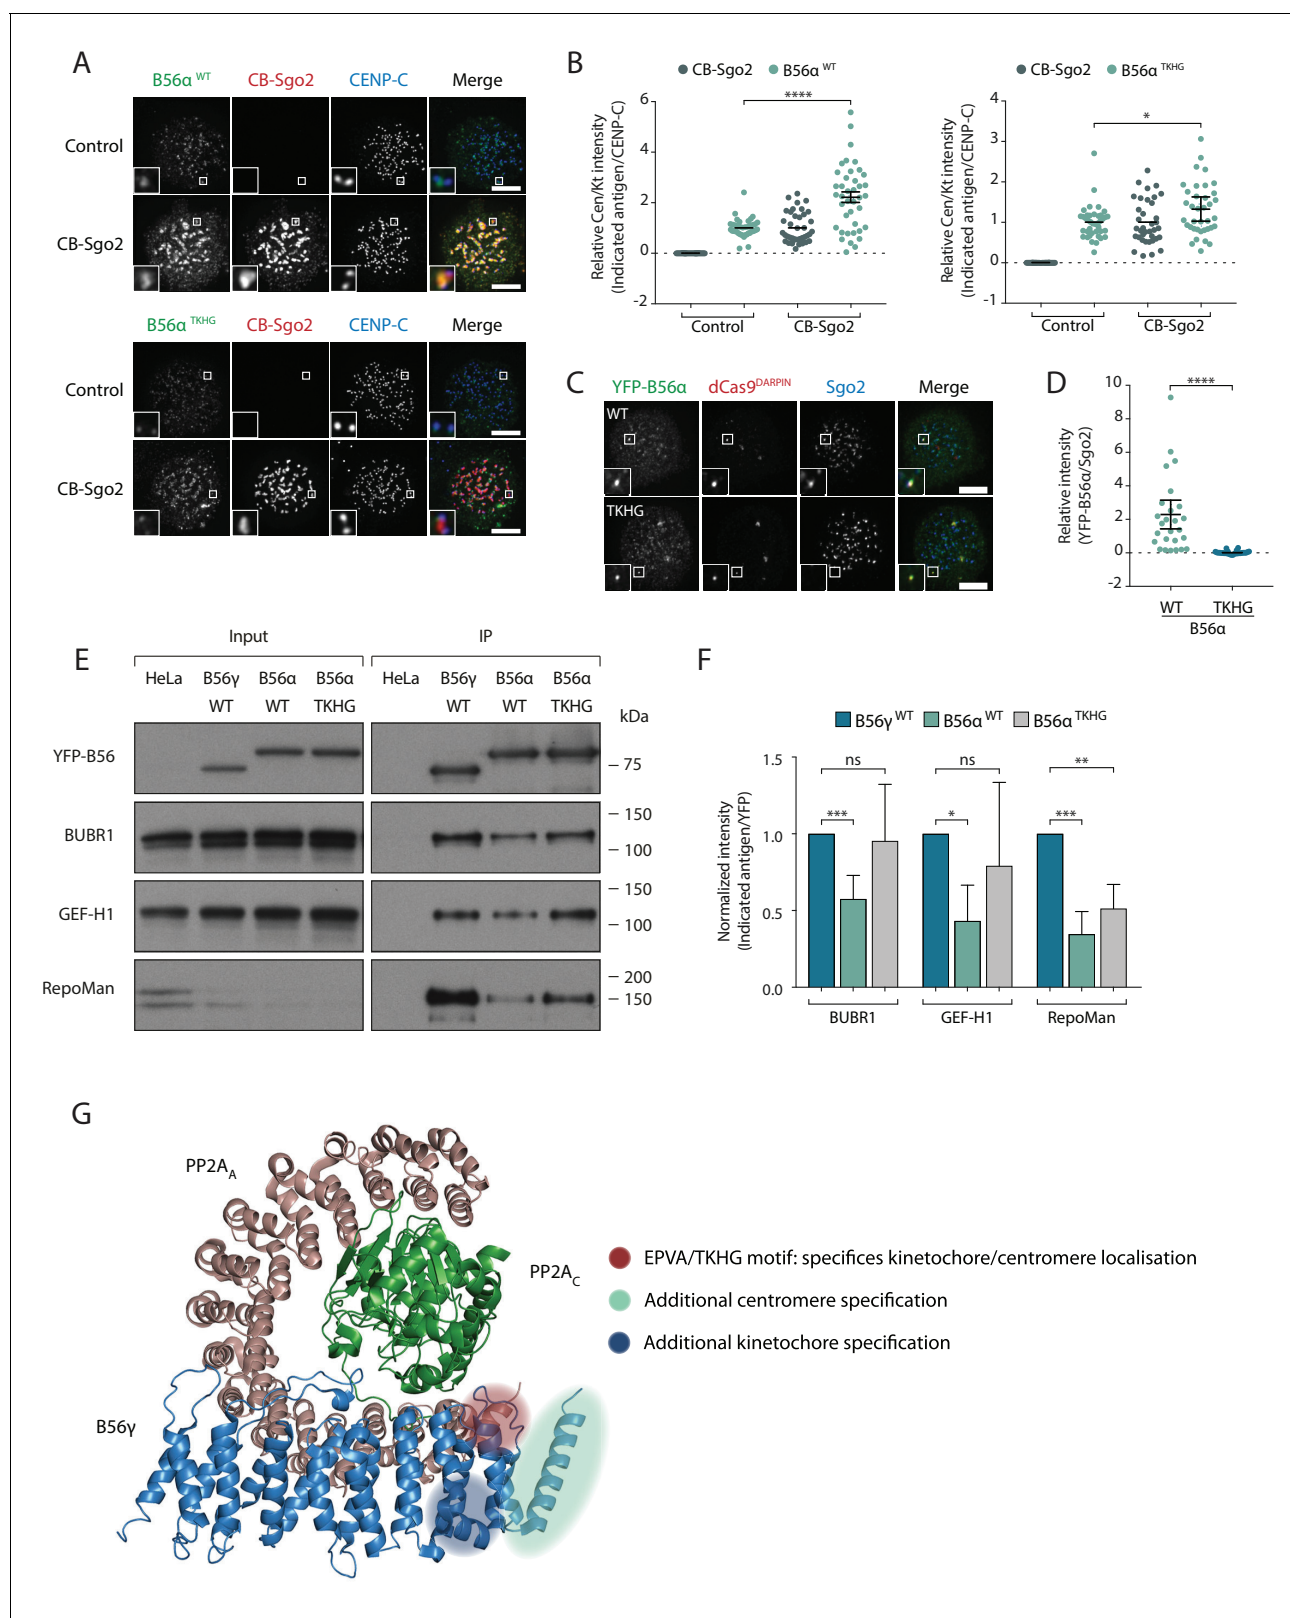 A
B56α WT CB-Sgo2 CENP-C Merge
Control
CB-Sgo2
B56α TKHG CB-Sgo2 CENP-C Merge
Control
CB-Sgo2
B
CB-Sgo2 B56α WT
Relative Cen/Kt intensity
(Indicated antigen/CENP-C)
6
4
2
0
-2
****
Control CB-Sgo2
CB-Sgo2 B56α TKHG
Relative Cen/Kt intensity
(Indicated antigen/CENP-C)
4
3
2
1
0
-1
*
Control CB-Sgo2
C
YFP-B56α dCas9DARPIN Sgo2 Merge
WT
TKHG
D
Relative intensity
(YFP-B56α/Sgo2)
10
8
6
4
2
0
-2
****
WT TKHG
B56α
E
Input IP
HeLa B56γ B56α B56α HeLa B56γ B56α B56α
WT WT TKHG WT WT TKHG
kDa
YFP-B56
– 75
BUBR1
– 150
– 100
GEF-H1
– 150
– 100
RepoMan
– 200
– 150
F
B56γ WT B56α WT B56α TKHG
Normalized intensity
(Indicated antigen/YFP)
1.5
1.0
0.5
0.0
ns ns **
*** * ***
BUBR1 GEF-H1 RepoMan
G
PP2AA
PP2AC
B56γ
EPVA/TKHG motif: specifices kinetochore/centromere localisation
Additional centromere specification
Additional kinetochore specification